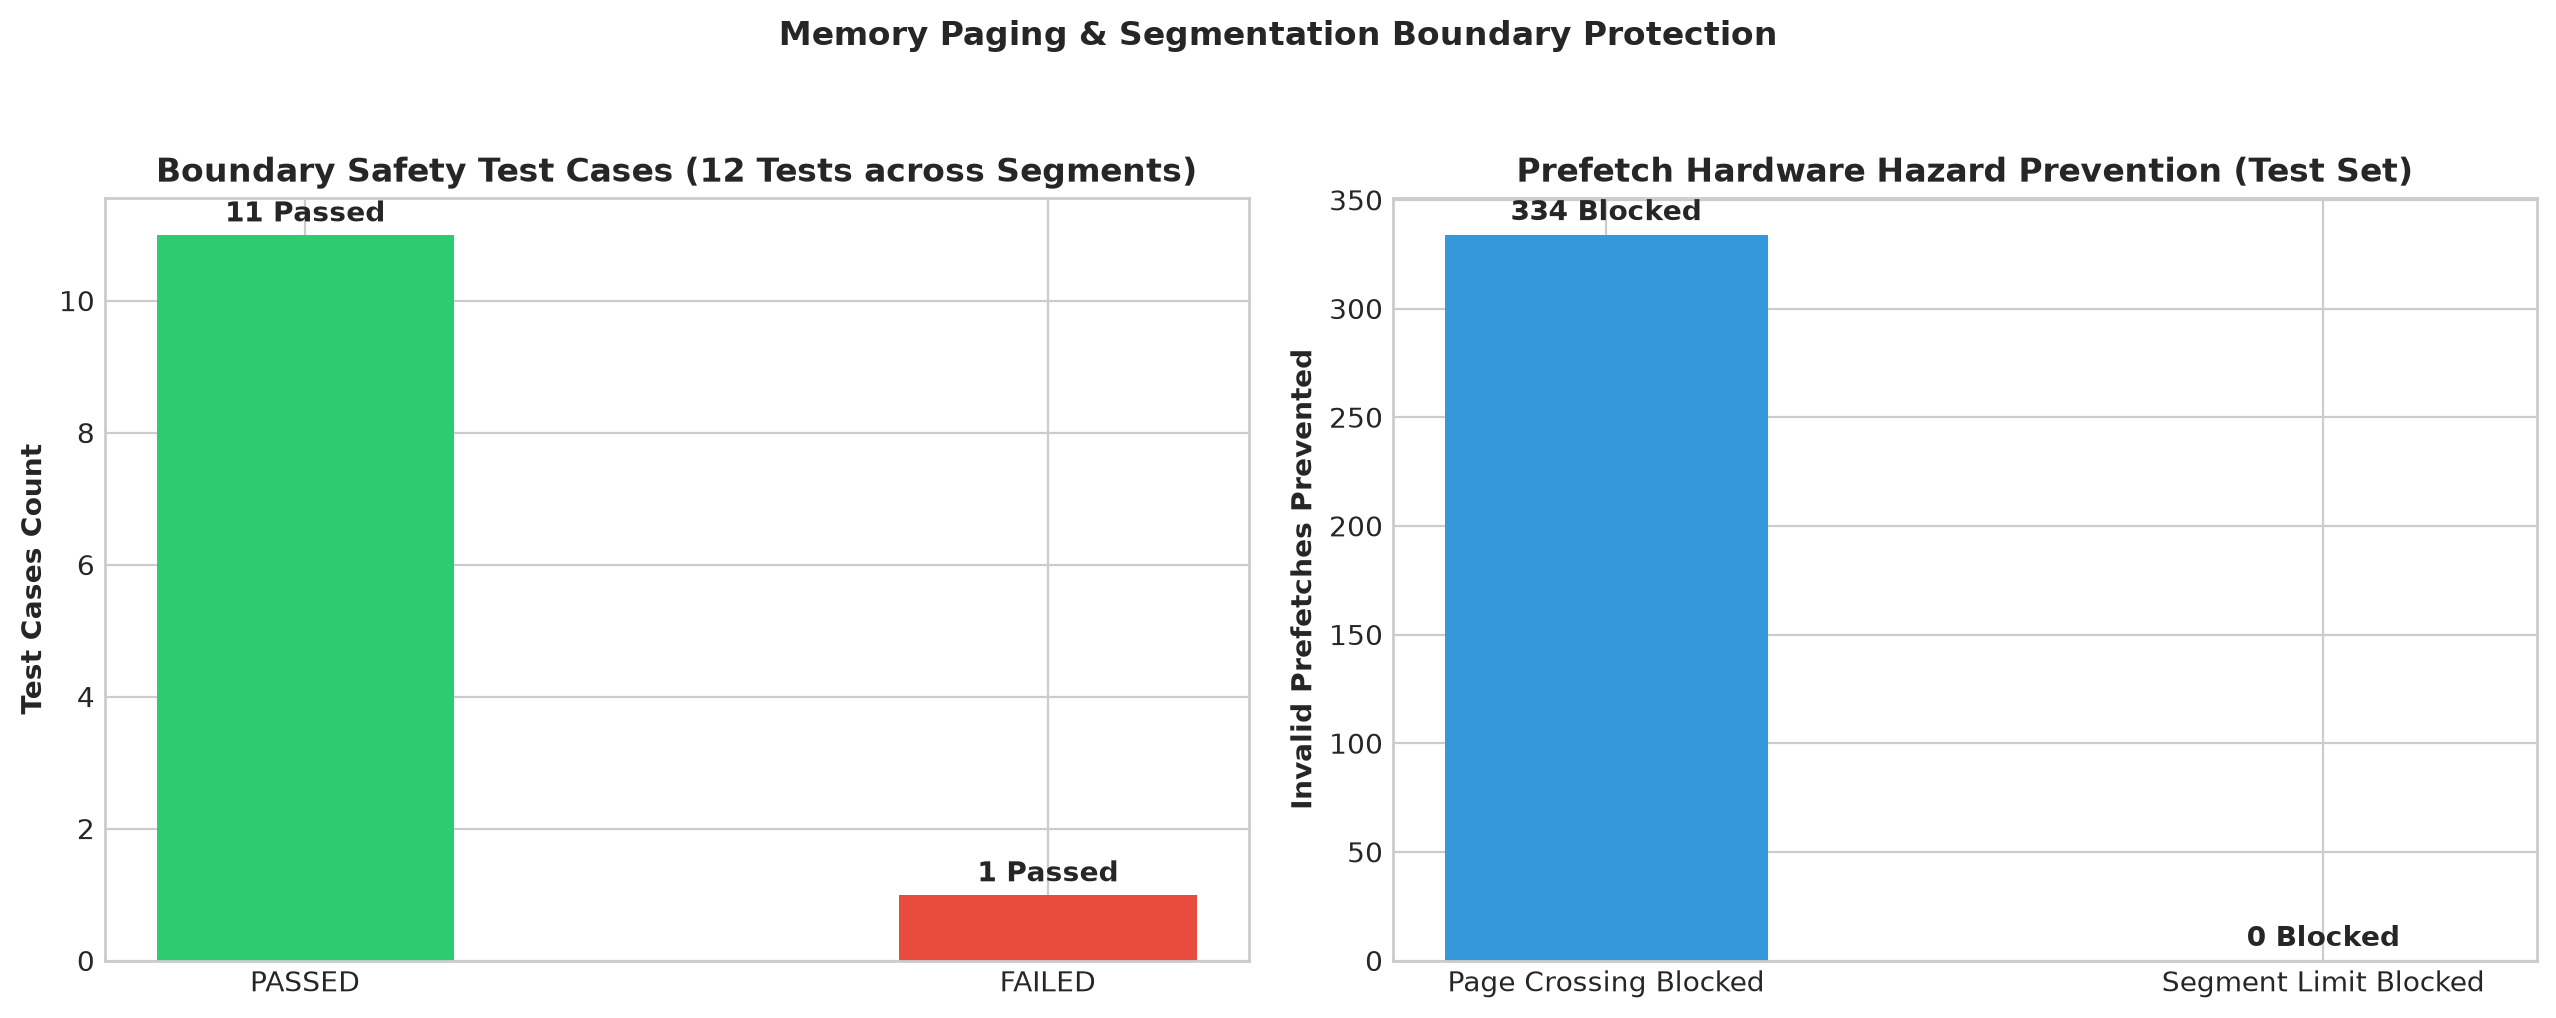 Memory Paging & Segmentation Boundary Protection
Boundary Safety Test Cases (12 Tests across Segments)
Test Cases Count
10
8
6
4
2
0
11 Passed
1 Passed
PASSED
FAILED
Prefetch Hardware Hazard Prevention (Test Set)
Invalid Prefetches Prevented
350
300
250
200
150
100
50
0
334 Blocked
0 Blocked
Page Crossing Blocked
Segment Limit Blocked